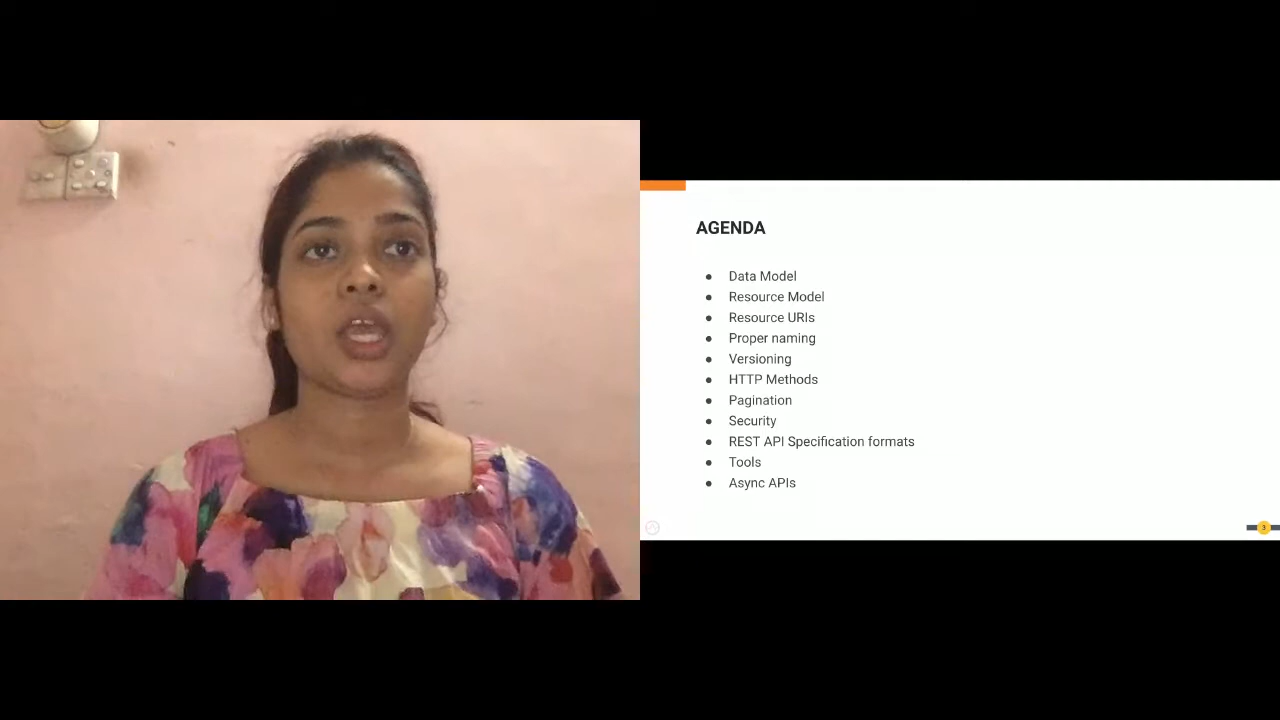 AGENDA
● Data Model
● Resource Model
● Resource URIs
● Proper naming
● Versioning
● HTTP Methods
● Pagination
● Security
● REST API Specification formats
● Tools
● Async APIs
3